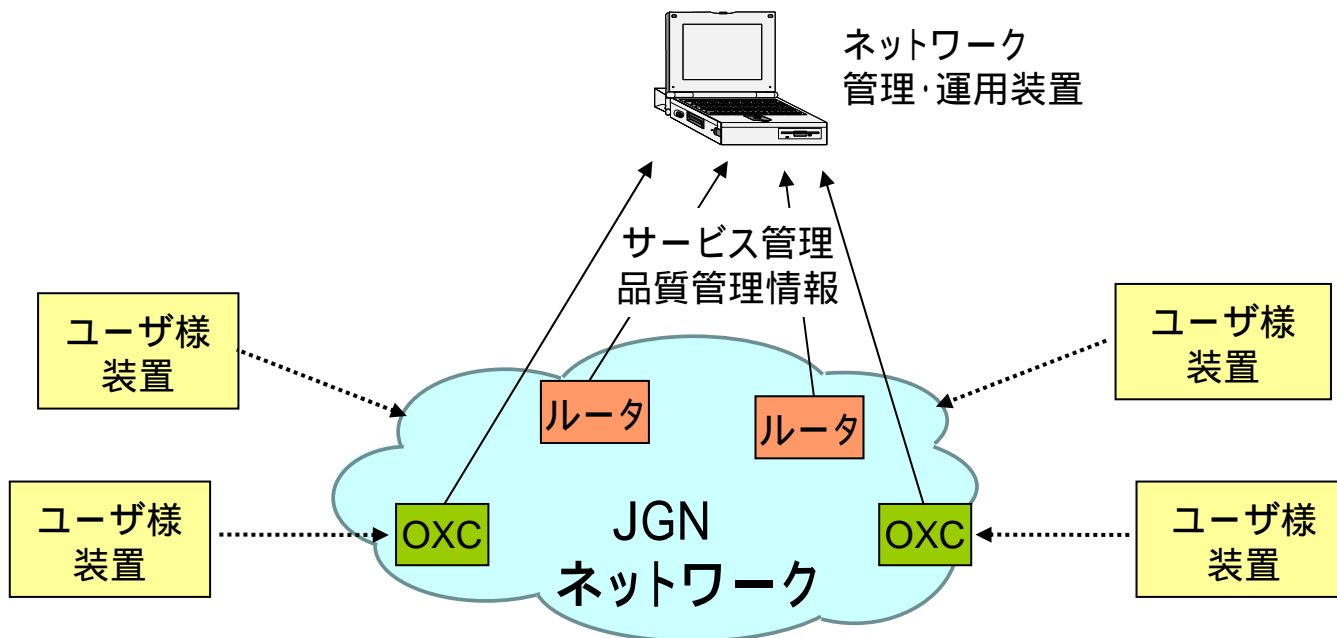 ネットワーク
管理・運用装置
サービス管理
品質管理情報
ユーザ様
装置
ユーザ様
装置
ルータ
ルータ
ユーザ様
装置
OXC
JGN
ネットワーク
OXC
ユーザ様
装置